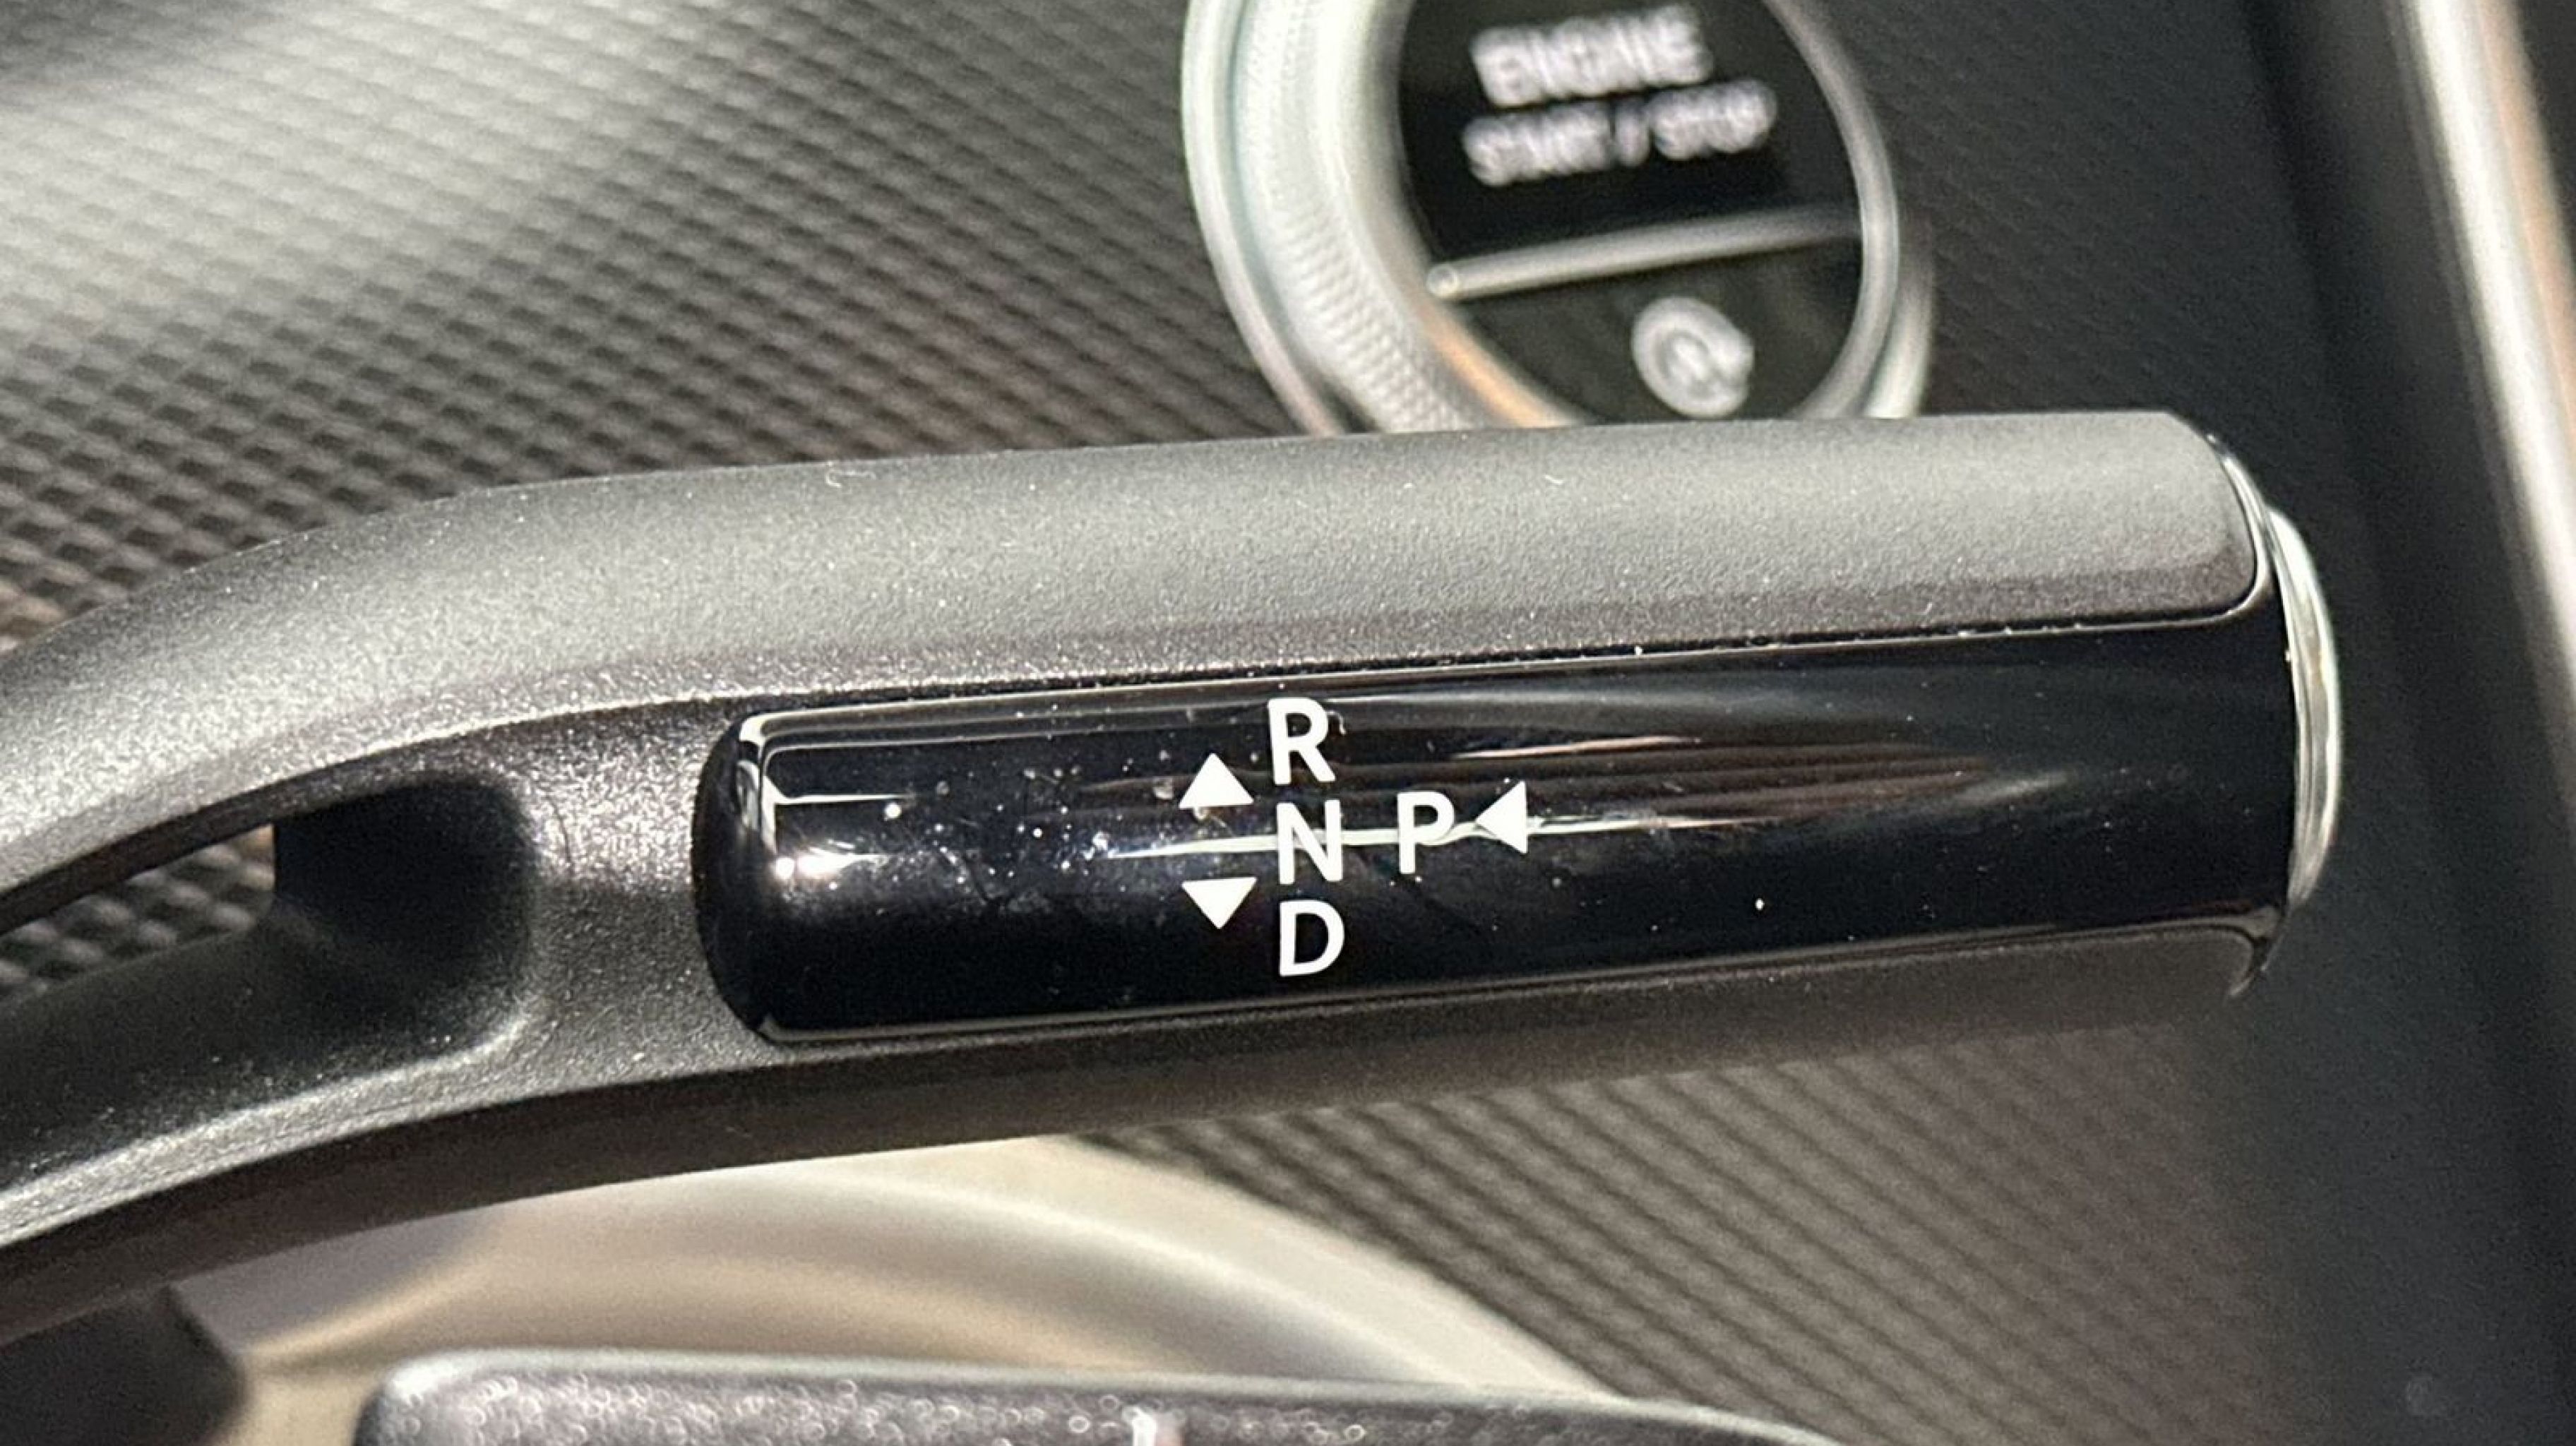 ENGINE
START / STOP
R
N P
D